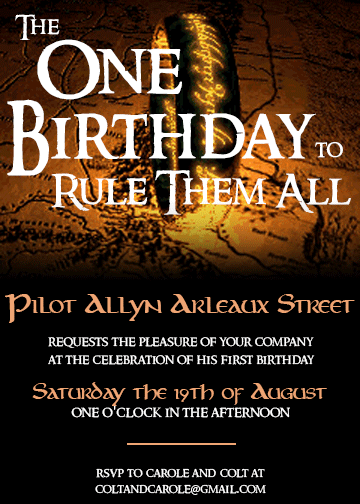 The
One
Birthday to
Rule Them All
Pilot Allyn Arleaux Street
REQUESTS THE PLEASURE OF YOUR COMPANY
AT THE CELEBRATION OF HIS FIRST BIRTHDAY
Saturday the 19th of August
ONE O'CLOCK IN THE AFTERNOON
RSVP TO CAROLE AND COLT AT
COLTANDCAROLE@GMAIL.COM